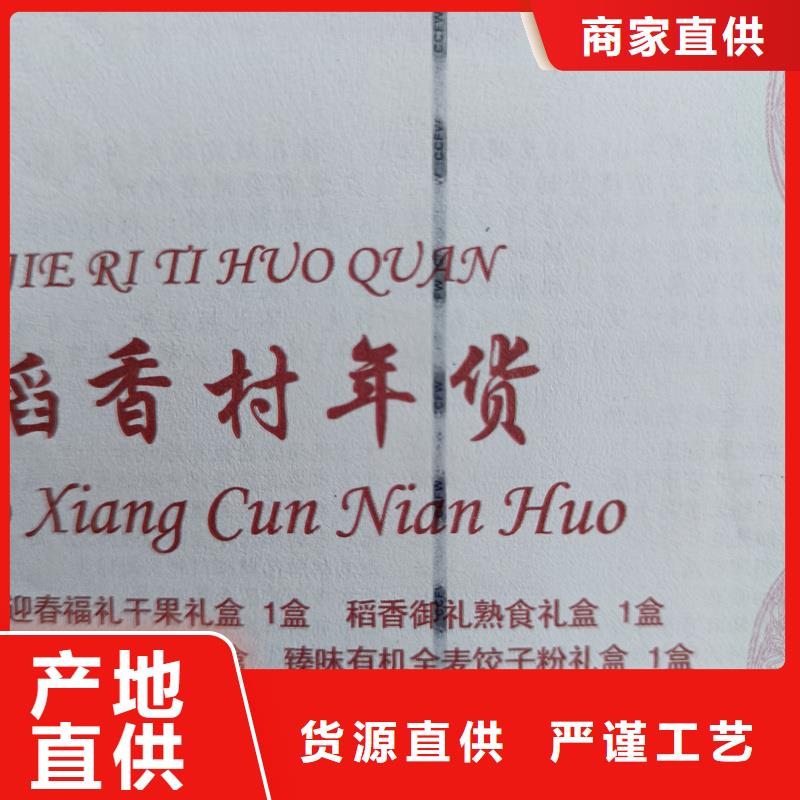 商家直供
JIE RI TI HUO QUAN
稻香村年货
Xiang Cun Nian Huo
迎春福礼干果礼盒 1盒 稻香御礼熟食礼盒 1盒
臻味有机全麦饺子粉礼盒 1盒
CCFW
产地
直供
货源直供 严谨工艺